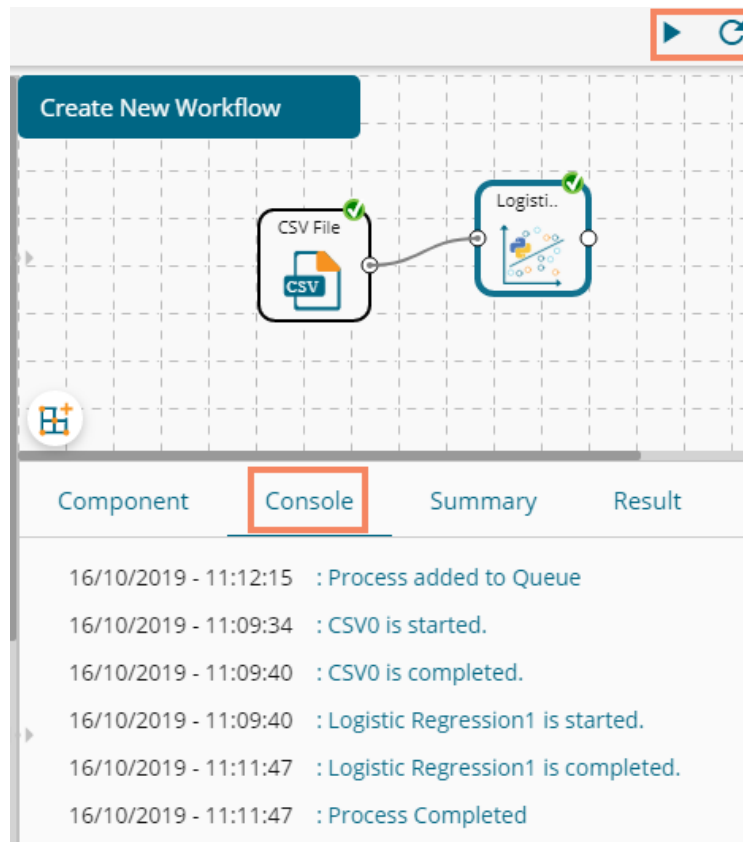 Create New Workflow
CSV File
Logisti..
CSV
Component Console Summary Result
16/10/2019 - 11:12:15 : Process added to Queue
16/10/2019 - 11:09:34 : CSV0 is started.
16/10/2019 - 11:09:40 : CSV0 is completed.
16/10/2019 - 11:09:40 : Logistic Regression1 is started.
16/10/2019 - 11:11:47 : Logistic Regression1 is completed.
16/10/2019 - 11:11:47 : Process Completed